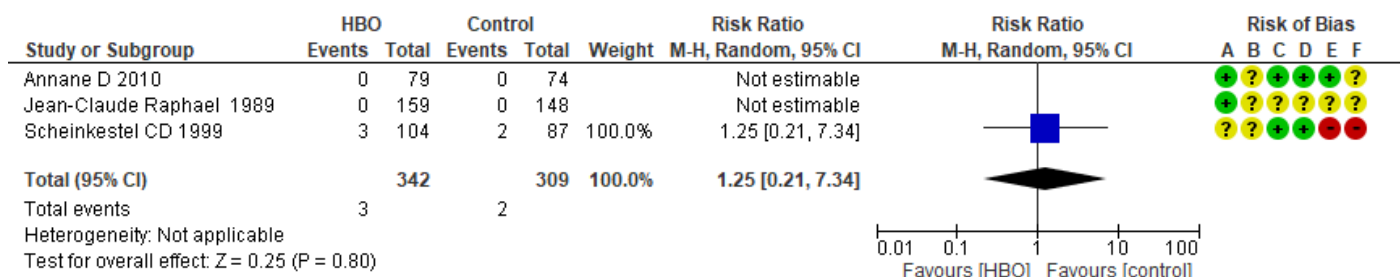 HBO Control Risk Ratio Risk Ratio Risk of Bias
Study or Subgroup Events Total Events Total Weight M-H, Random, 95% CI M-H, Random, 95% CI A B C D E F
Annane D 2010 0 79 0 74 Not estimable + ? + + + ?
Jean-Claude Raphael 1989 0 159 0 148 Not estimable + ? ? ? ? ?
Scheinkestel CD 1999 3 104 2 87 100.0% 1.25 [0.21, 7.34] ? ? + + - -
Total (95% CI) 342 309 100.0% 1.25 [0.21, 7.34]
Total events 3 2
Heterogeneity: Not applicable
Test for overall effect: Z = 0.25 (P = 0.80)
0.01 0.1 1 10 100
Favours [HBO] Favours [control]